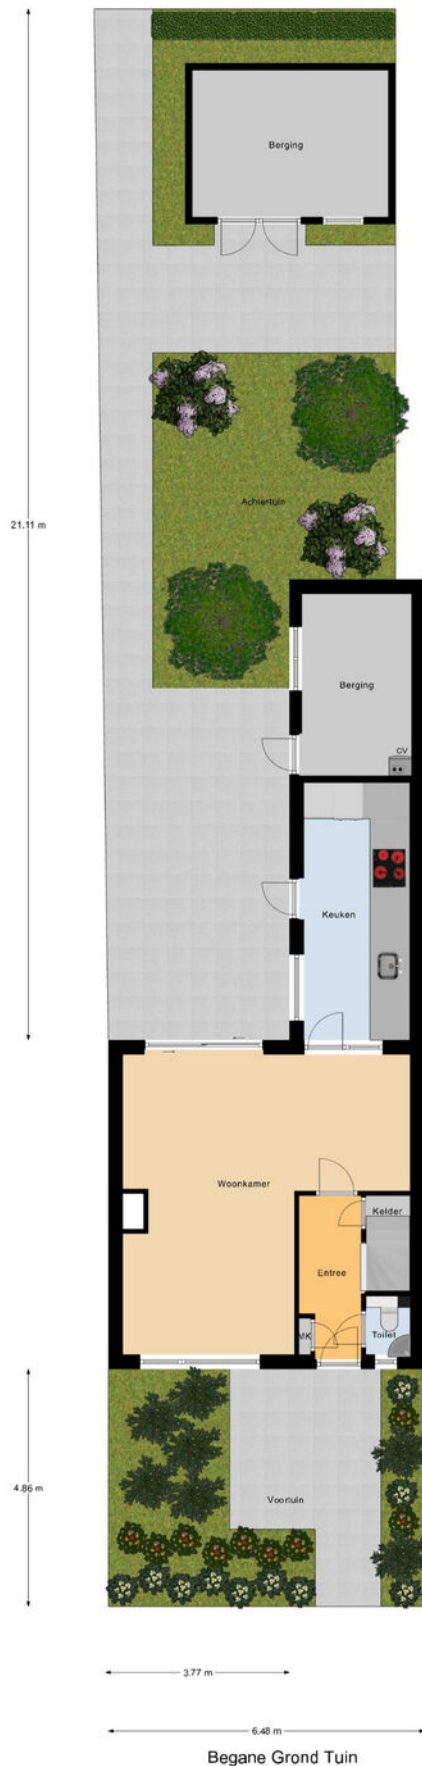 Berging
21.11 m
Achtertuin
Berging
CV
Keuken
Woonkamer
Kelder
Entree
MK
Toilet
4.86 m
Voortuin
3.77 m
6.48 m
Begane Grond Tuin